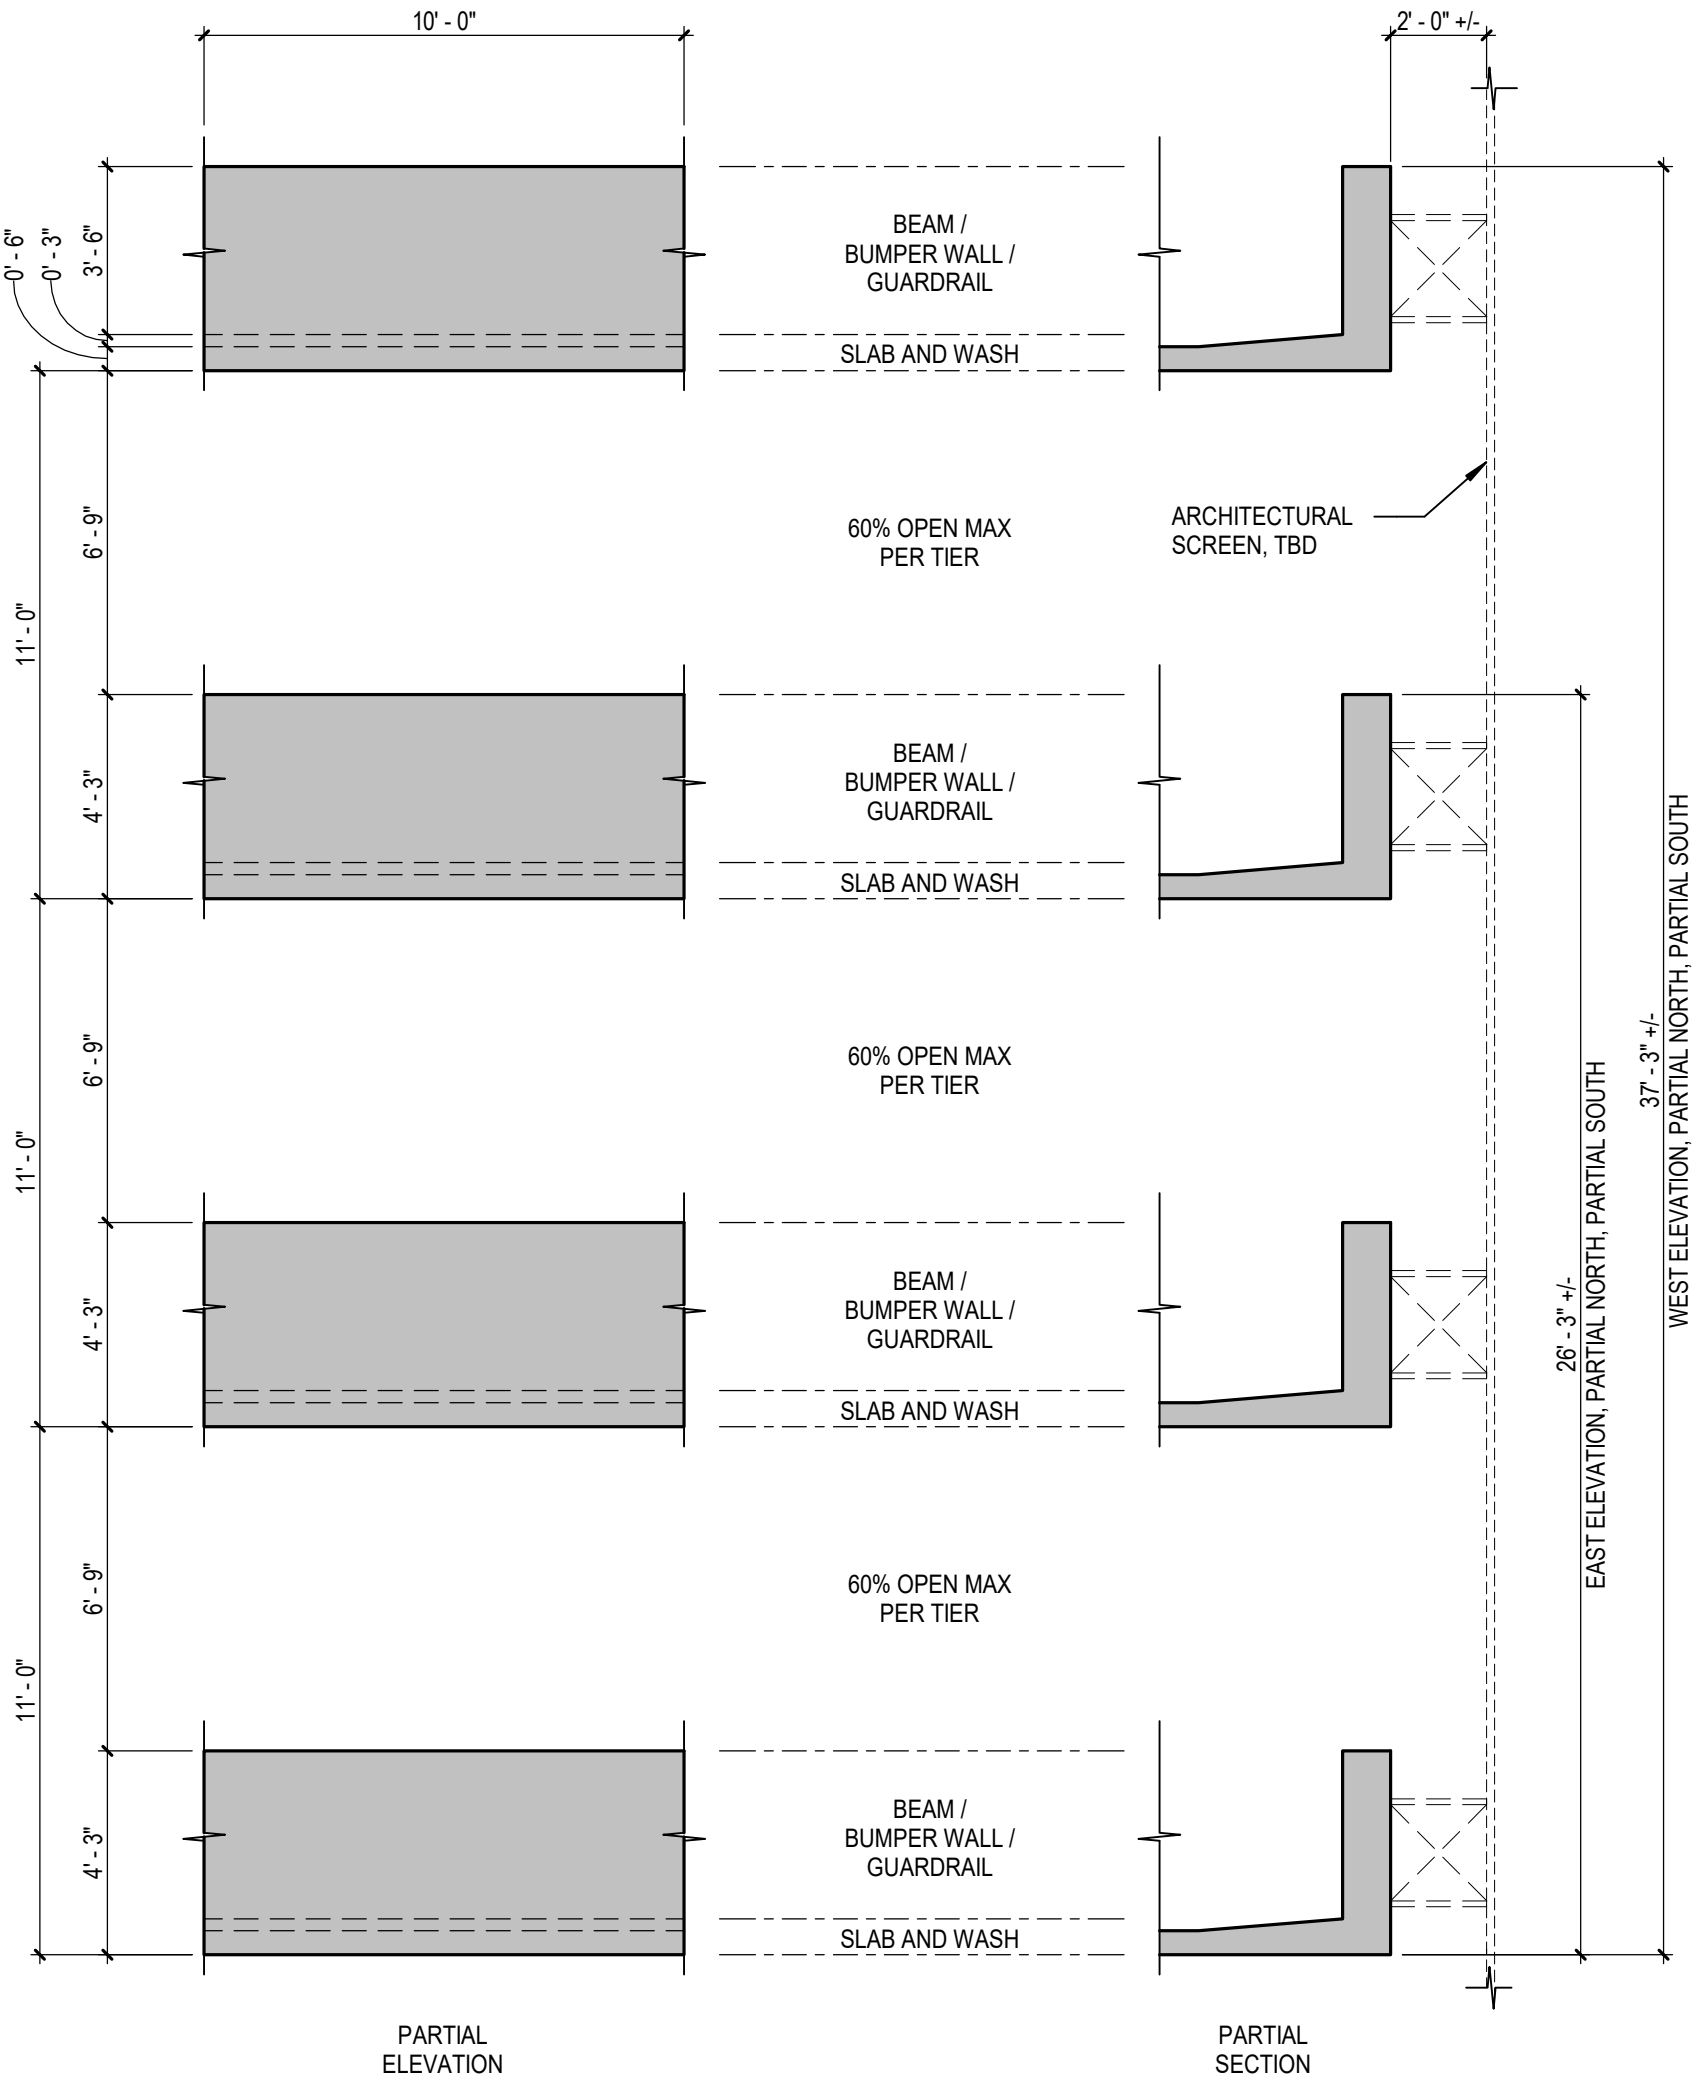 10' - 0"
2' - 0" +/-
0' - 6"
0' - 3"
3' - 6"
BEAM /
BUMPER WALL /
GUARDRAIL
SLAB AND WASH
6' - 9"
11' - 0"
60% OPEN MAX
PER TIER
ARCHITECTURAL
SCREEN, TBD
4' - 3"
BEAM /
BUMPER WALL /
GUARDRAIL
SLAB AND WASH
6' - 9"
11' - 0"
60% OPEN MAX
PER TIER
37' - 3" +/-
WEST ELEVATION, PARTIAL NORTH, PARTIAL SOUTH
26' - 3" +/-
EAST ELEVATION, PARTIAL NORTH, PARTIAL SOUTH
4' - 3"
BEAM /
BUMPER WALL /
GUARDRAIL
SLAB AND WASH
6' - 9"
11' - 0"
60% OPEN MAX
PER TIER
4' - 3"
BEAM /
BUMPER WALL /
GUARDRAIL
SLAB AND WASH
PARTIAL
ELEVATION
PARTIAL
SECTION